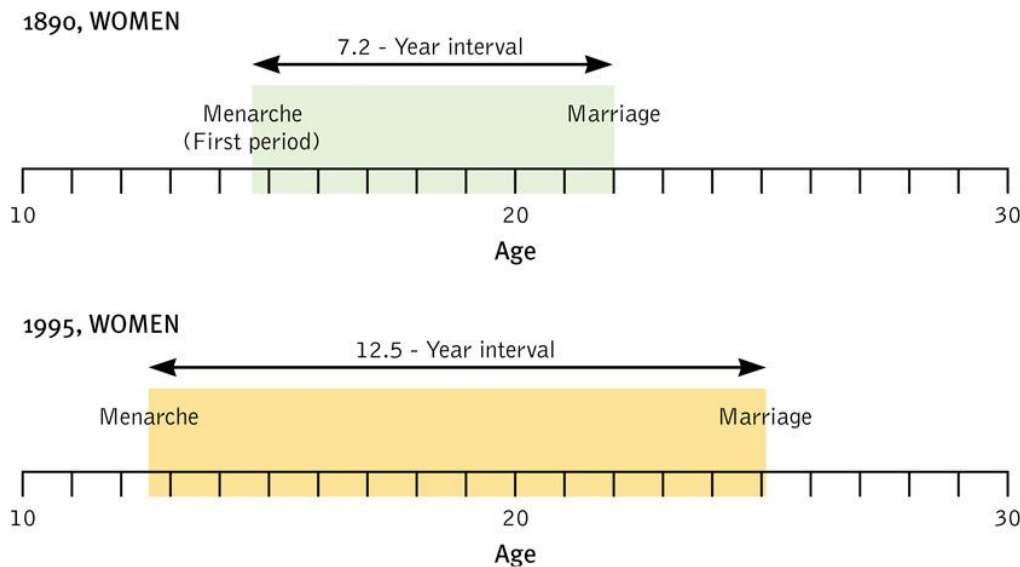 1890, WOMEN
7.2 - Year interval
Menarche
(First period)
Marriage
10
20
30
Age
1995, WOMEN
12.5 - Year interval
Menarche
Marriage
10
20
30
Age